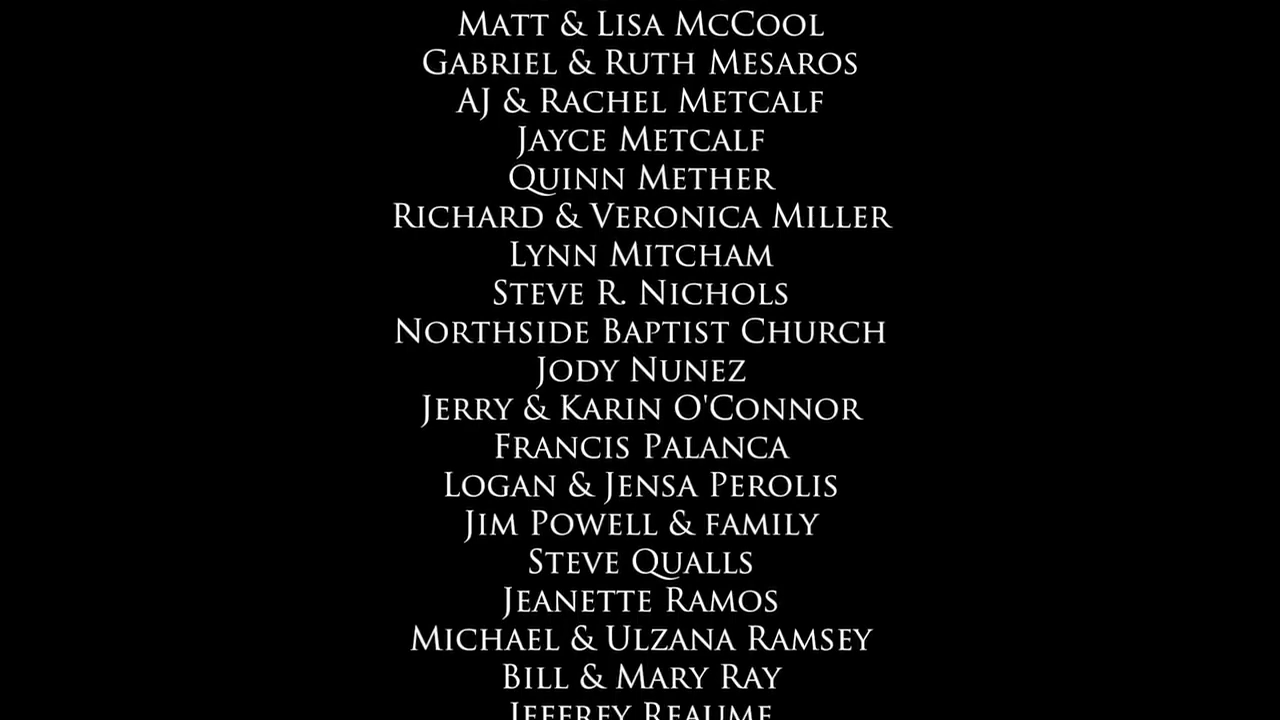 Matt & Lisa McCool
Gabriel & Ruth Mesaros
AJ & Rachel Metcalf
Jayce Metcalf
Quinn Mether
Richard & Veronica Miller
Lynn Mitcham
Steve R. Nichols
Northside Baptist Church
Jody Nunez
Jerry & Karin O'Connor
Francis Palanca
Logan & Jensa Perolis
Jim Powell & family
Steve Qualls
Jeanette Ramos
Michael & Ulzana Ramsey
Bill & Mary Ray
Jeffrey Reaume